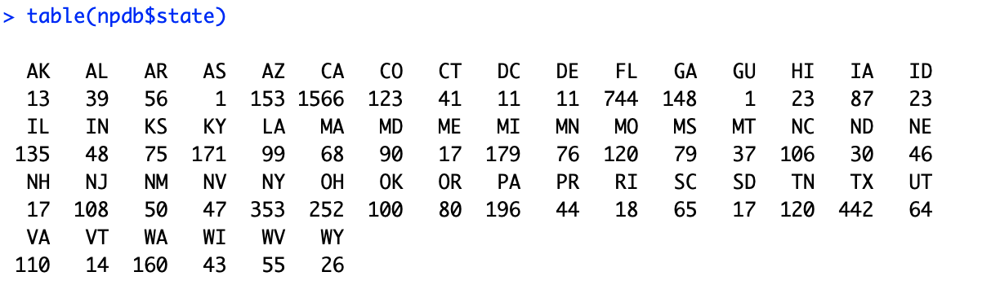 > table(npdb$state)
AK AL AR AS AZ CA CO CT DC DE FL GA GU HI IA ID
13 39 56 1 153 1566 123 41 11 11 744 148 1 23 87 23
IL IN KS KY LA MA MD ME MI MN MO MS MT NC ND NE
135 48 75 171 99 68 90 17 179 76 120 79 37 106 30 46
NH NJ NM NV NY OH OK OR PA PR RI SC SD TN TX UT
17 108 50 47 353 252 100 80 196 44 18 65 17 120 442 64
VA VT WA WI WV WY
110 14 160 43 55 26